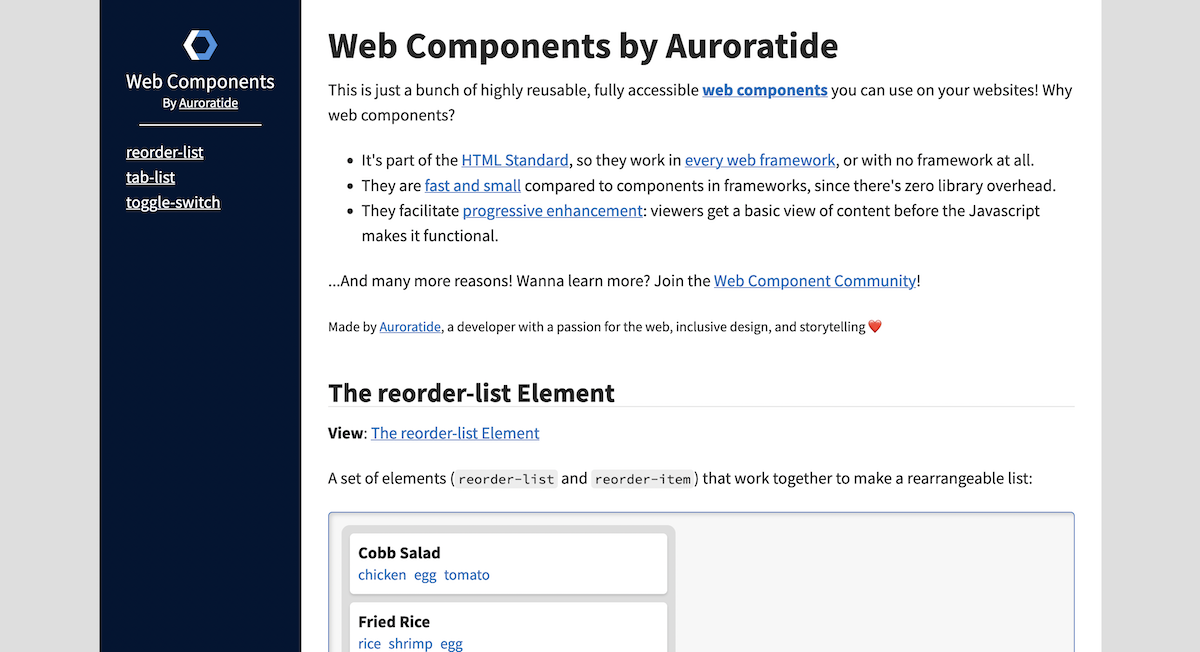 Web Components
By Auroratide
reorder-list
tab-list
toggle-switch
Web Components by Auroratide
This is just a bunch of highly reusable, fully accessible web components you can use on your websites! Why
web components?
It's part of the HTML Standard, so they work in every web framework, or with no framework at all.
They are fast and small compared to components in frameworks, since there's zero library overhead.
They facilitate progressive enhancement: viewers get a basic view of content before the Javascript
makes it functional.
...And many more reasons! Wanna learn more? Join the Web Component Community!
Made by Auroratide, a developer with a passion for the web, inclusive design, and storytelling ❤️
The reorder-list Element
View: The reorder-list Element
A set of elements (reorder-list and reorder-item) that work together to make a rearrangeable list:
Cobb Salad
chicken egg tomato
Fried Rice
rice shrimp egg